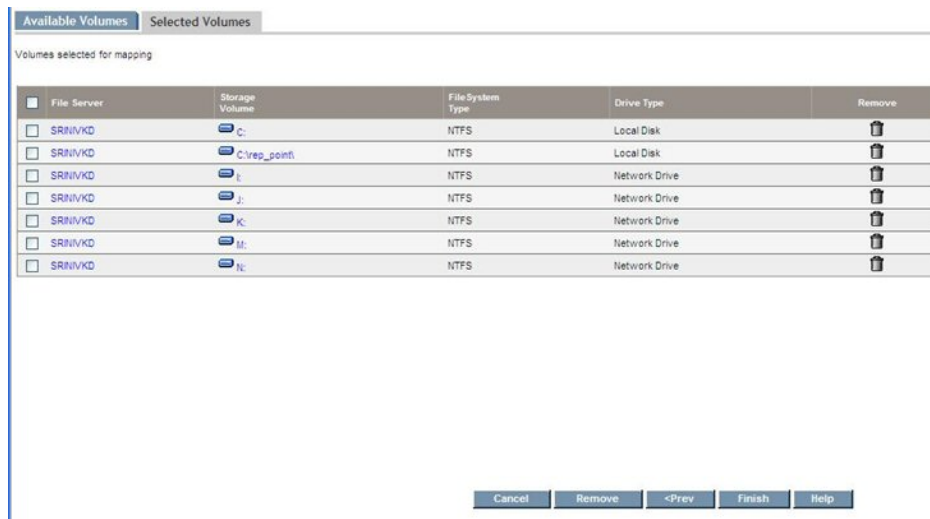 Available Volumes Selected Volumes
Volumes selected for mapping
File Server Storage Volume FileSystem Type Drive Type Remove
SRINIVKD C: NTFS Local Disk
SRINIVKD C:\rep_point\ NTFS Local Disk
SRINIVKD I: NTFS Network Drive
SRINIVKD J: NTFS Network Drive
SRINIVKD K: NTFS Network Drive
SRINIVKD M: NTFS Network Drive
SRINIVKD N: NTFS Network Drive
Cancel Remove <Prev Finish Help